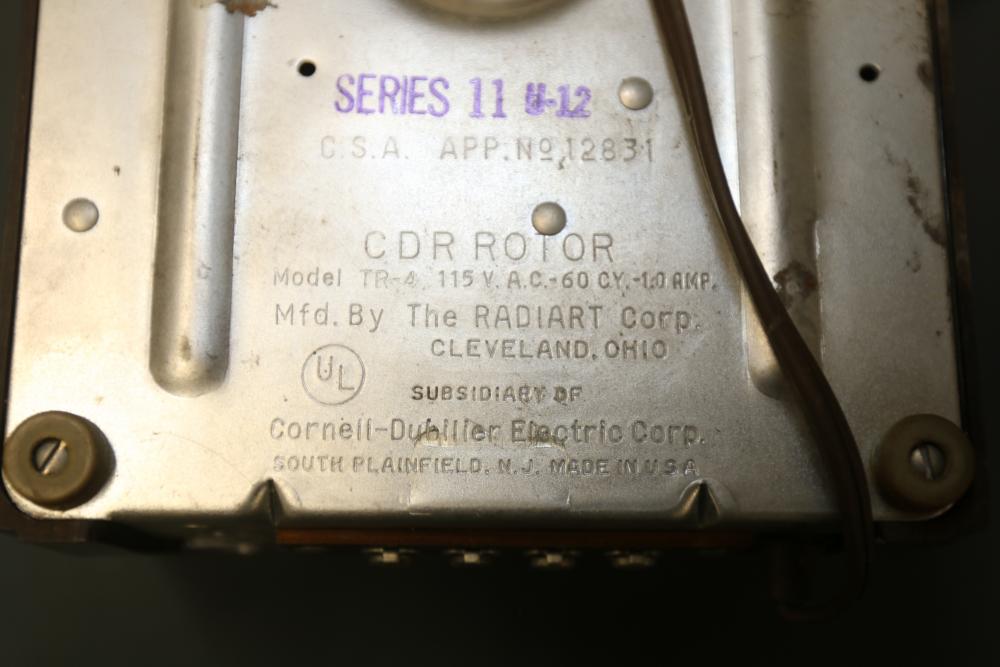 SERIES 11 U-12
C.S.A. APP. No 12831
CDR ROTOR
Model TR-4 115 V. A.C.-60 CY.-1.0 AMP.
Mfd. By The RADIART Corp.
CLEVELAND, OHIO
UL
SUBSIDIARY OF
Cornell-Dubilier Electric Corp.
SOUTH PLAINFIELD, N.J. MADE IN U S A